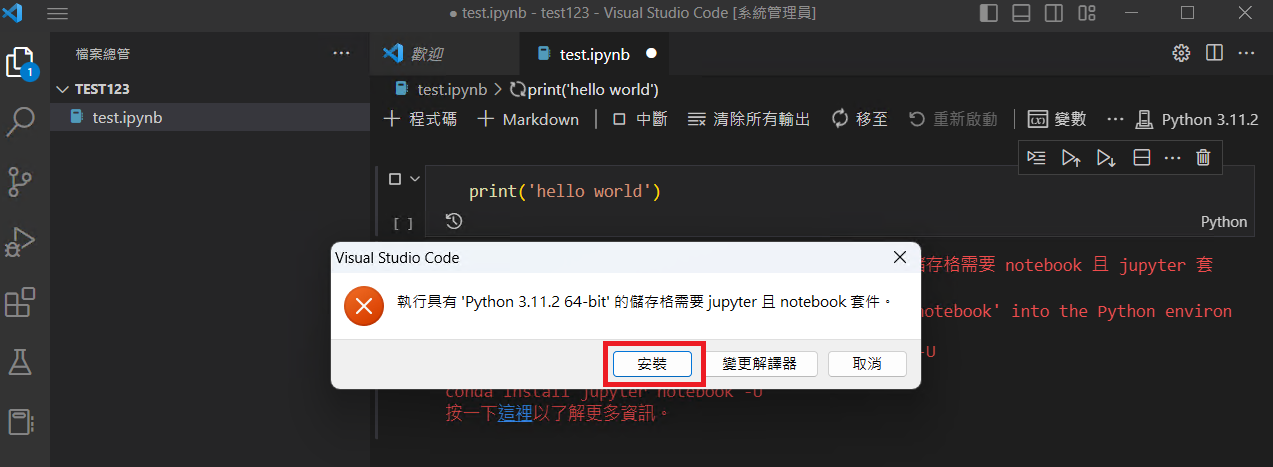 ● test.ipynb - test123 - Visual Studio Code [系統管理員]
檔案總管 ···
歡迎 test.ipynb ●
1
TEST123
test.ipynb > print('hello world')
test.ipynb
程式碼 Markdown 中斷 清除所有輸出 移至 重新啟動 變數 ··· Python 3.11.2
print('hello world')
[ ]
Python
Visual Studio Code
儲存格需要 notebook 且 jupyter 套
執行具有 'Python 3.11.2 64-bit' 的儲存格需要 jupyter 且 notebook 套件。
notebook' into the Python environ
-U
安裝 變更解譯器 取消
conda install jupyter notebook -U
按一下這裡以了解更多資訊。